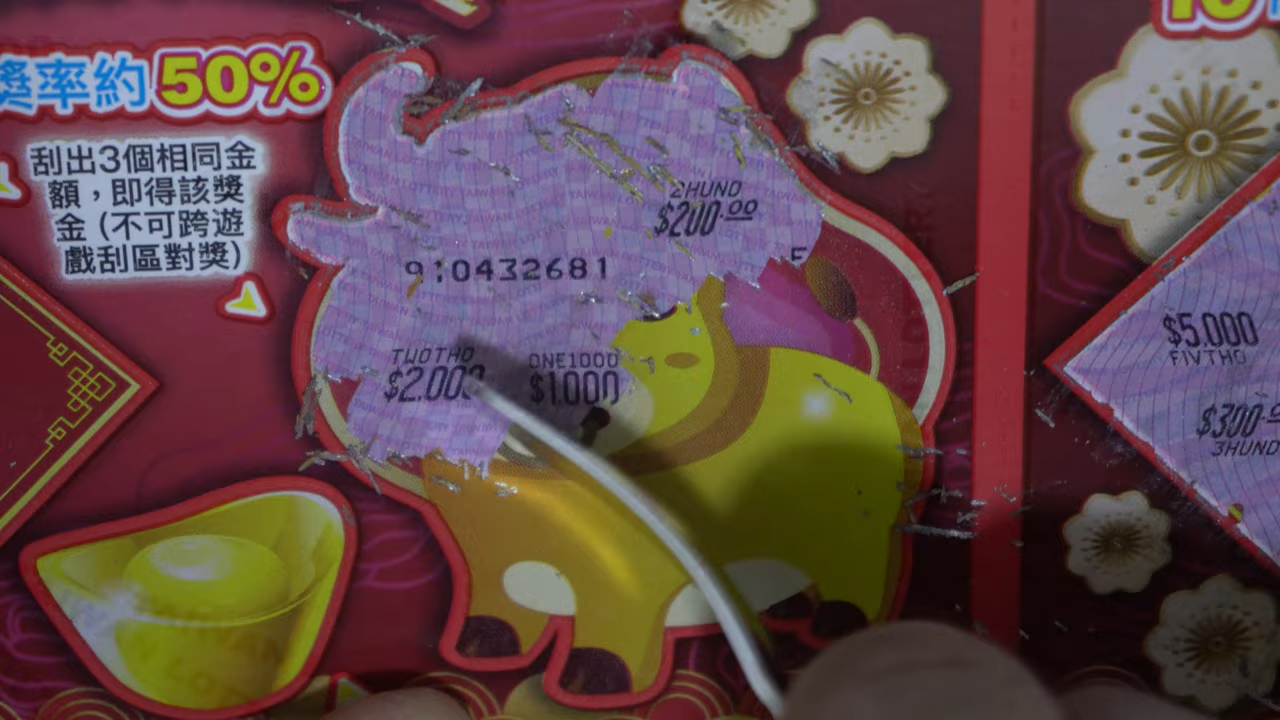 獎率約50%
刮出3個相同金
額，即得該獎
金 (不可跨遊
戲刮區對獎)
2HUND
$200.00
9:0432681
TWOTHO
$2.000
ONE1000
$1.000
$5.000
FIVTHO
$300
3HUND